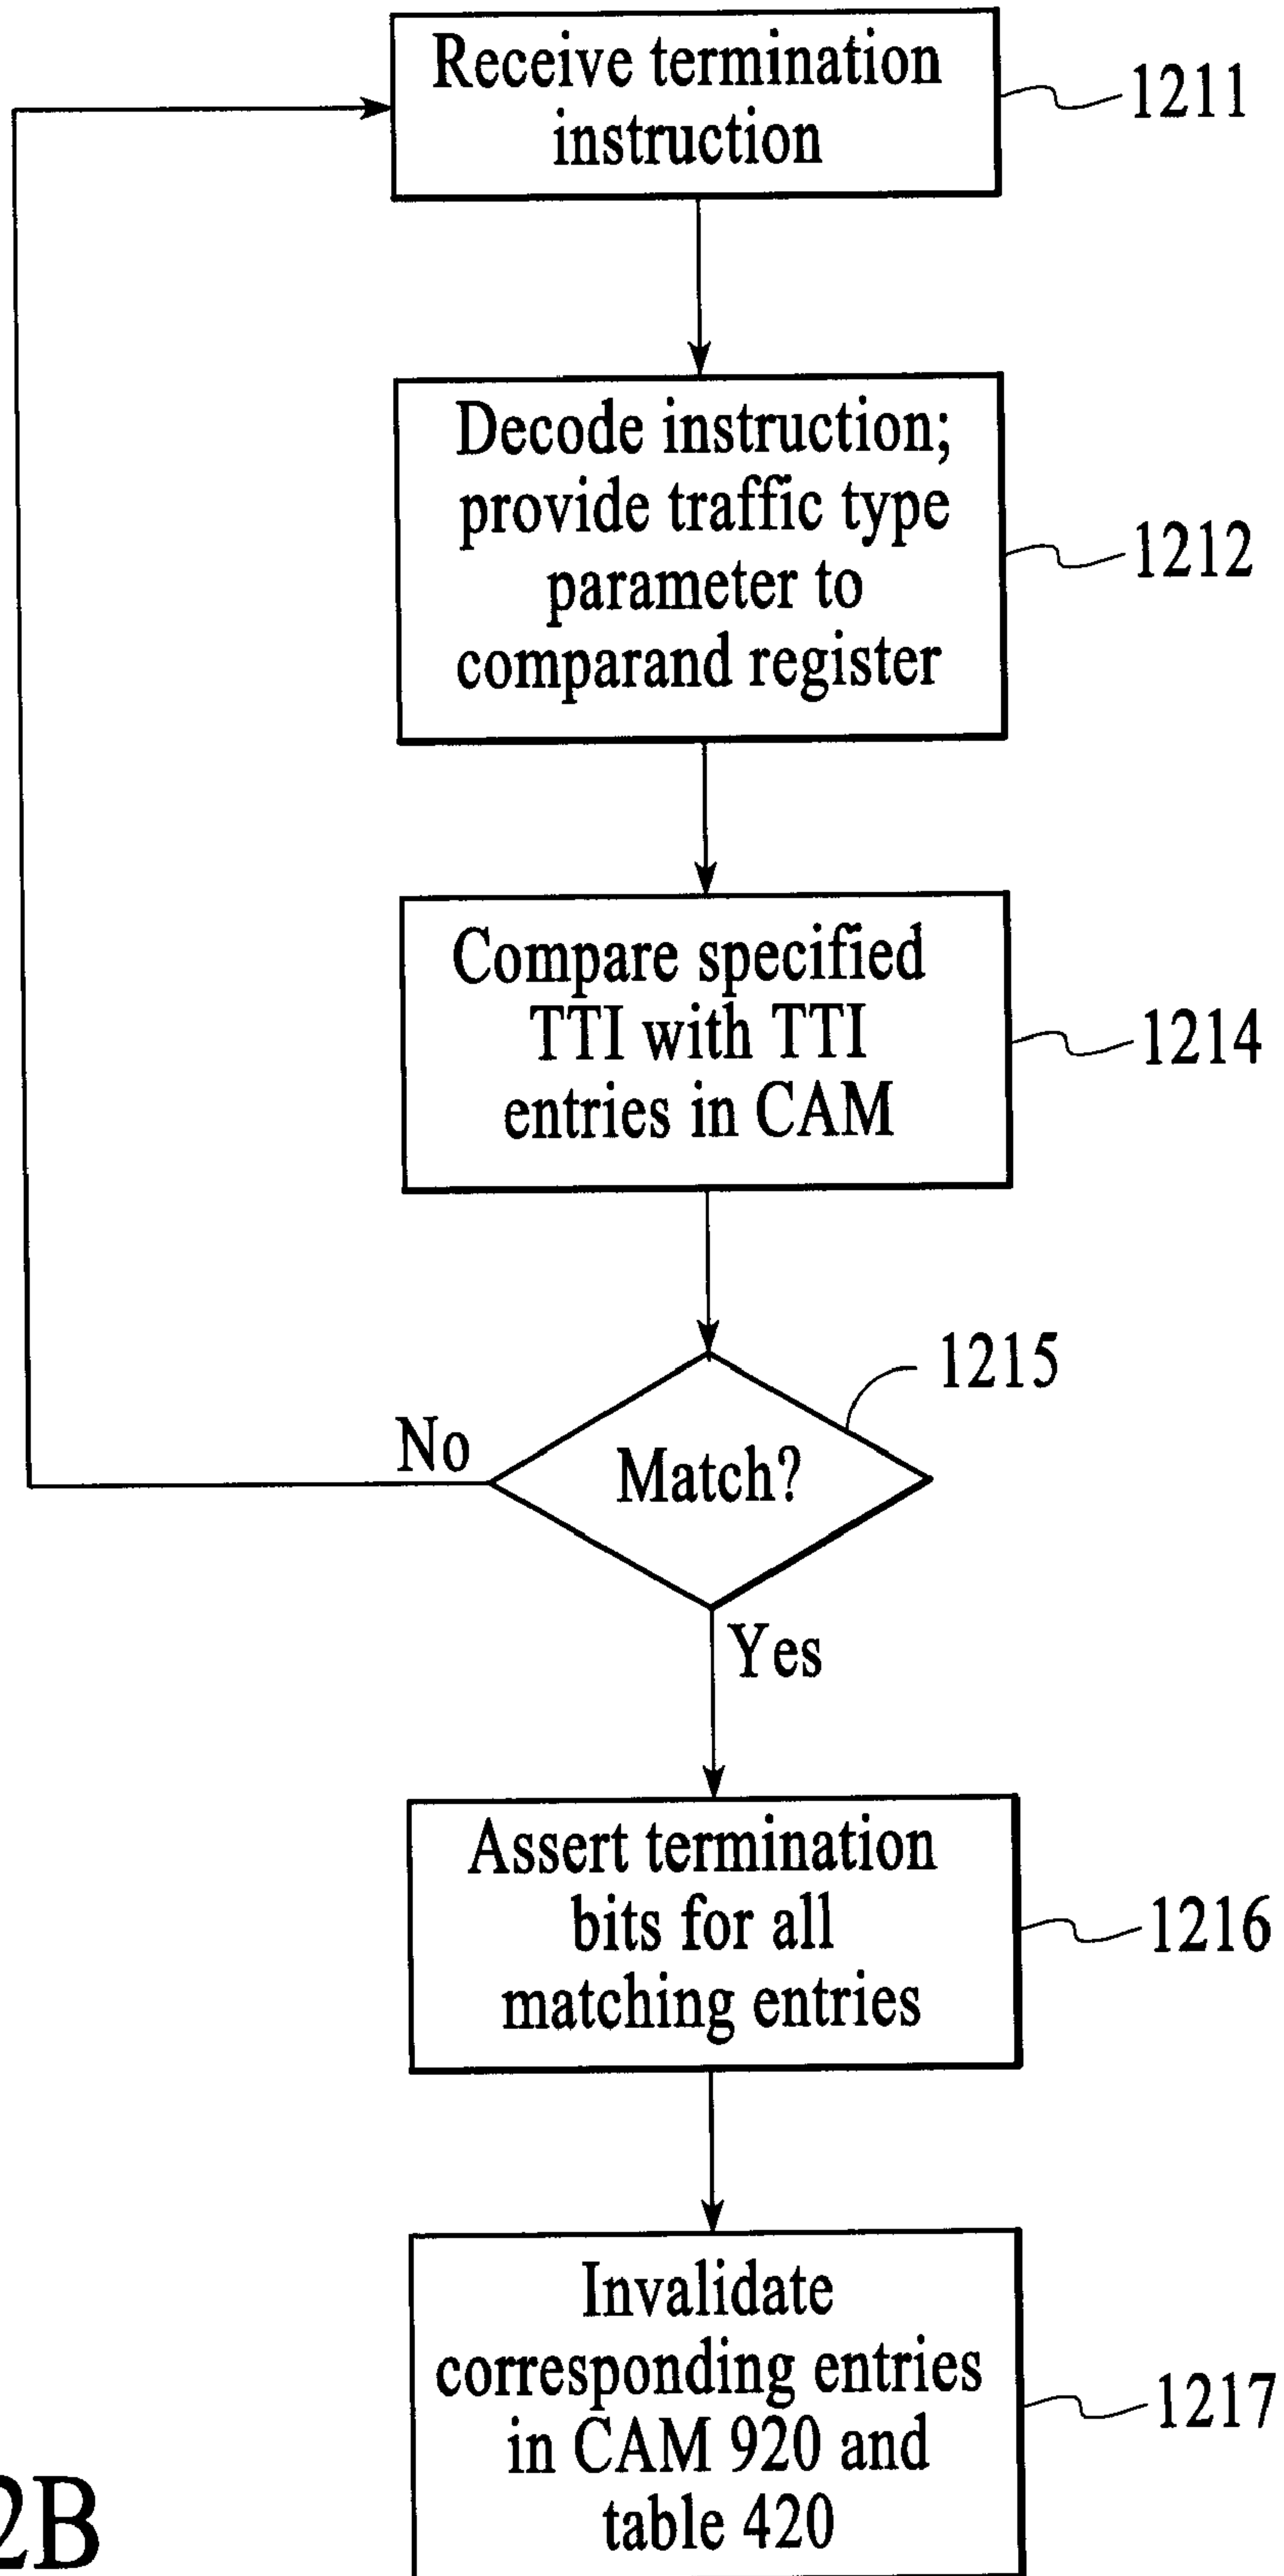 Receive termination
instruction
1211
Decode instruction;
provide traffic type
parameter to
comparand register
1212
Compare specified
TTI with TTI
entries in CAM
1214
1215
Match?
No
Yes
Assert termination
bits for all
matching entries
1216
Invalidate
corresponding entries
in CAM 920 and
table 420
1217
2B